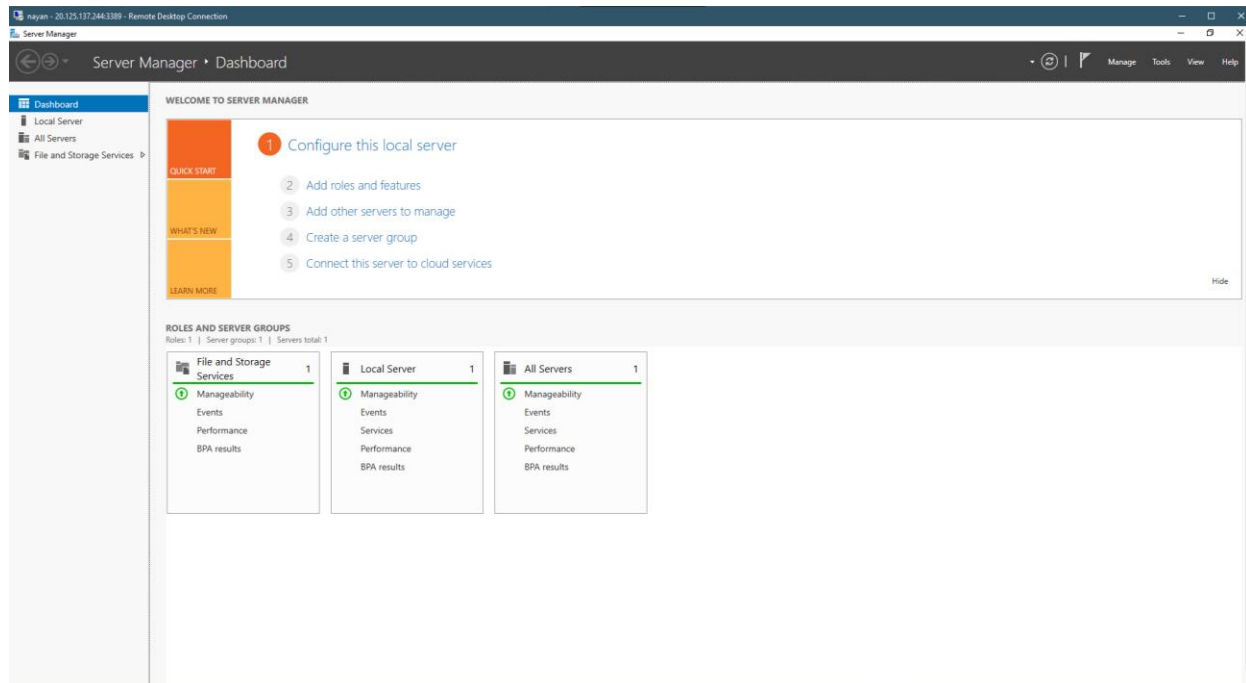 nayan - 20.125.137.244:3389 - Remote Desktop Connection
Server Manager
Server Manager • Dashboard
Manage Tools View Help
Dashboard
Local Server
All Servers
File and Storage Services
WELCOME TO SERVER MANAGER
QUICK START
WHAT'S NEW
LEARN MORE
1 Configure this local server
2 Add roles and features
3 Add other servers to manage
4 Create a server group
5 Connect this server to cloud services
Hide
ROLES AND SERVER GROUPS
Roles: 1 | Server groups: 1 | Servers total: 1
File and Storage
Services 1
Manageability
Events
Performance
BPA results
Local Server 1
Manageability
Events
Services
Performance
BPA results
All Servers 1
Manageability
Events
Services
Performance
BPA results